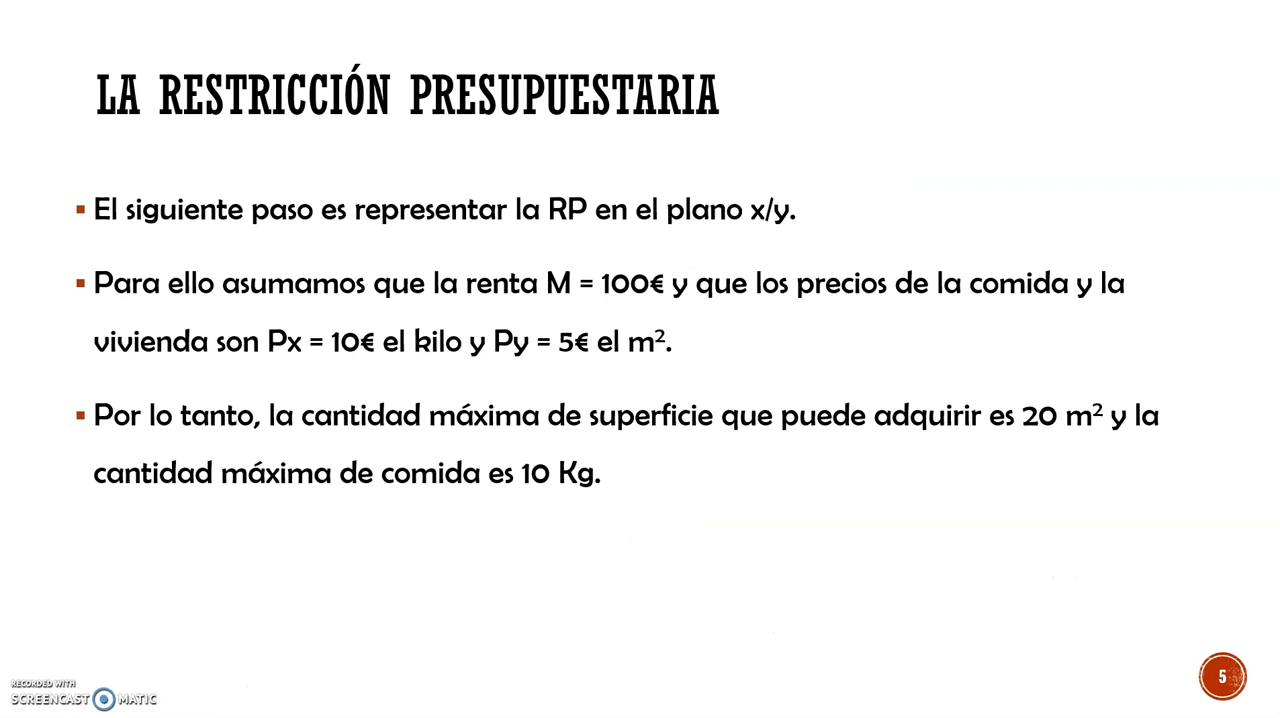 LA RESTRICCIÓN PRESUPUESTARIA
▪ El siguiente paso es representar la RP en el plano x/y.
▪ Para ello asumamos que la renta M = 100€ y que los precios de la comida y la
vivienda son Px = 10€ el kilo y Py = 5€ el m².
▪ Por lo tanto, la cantidad máxima de superficie que puede adquirir es 20 m² y la
cantidad máxima de comida es 10 Kg.
5
RECORDED WITH
SCREENCAST MATIC